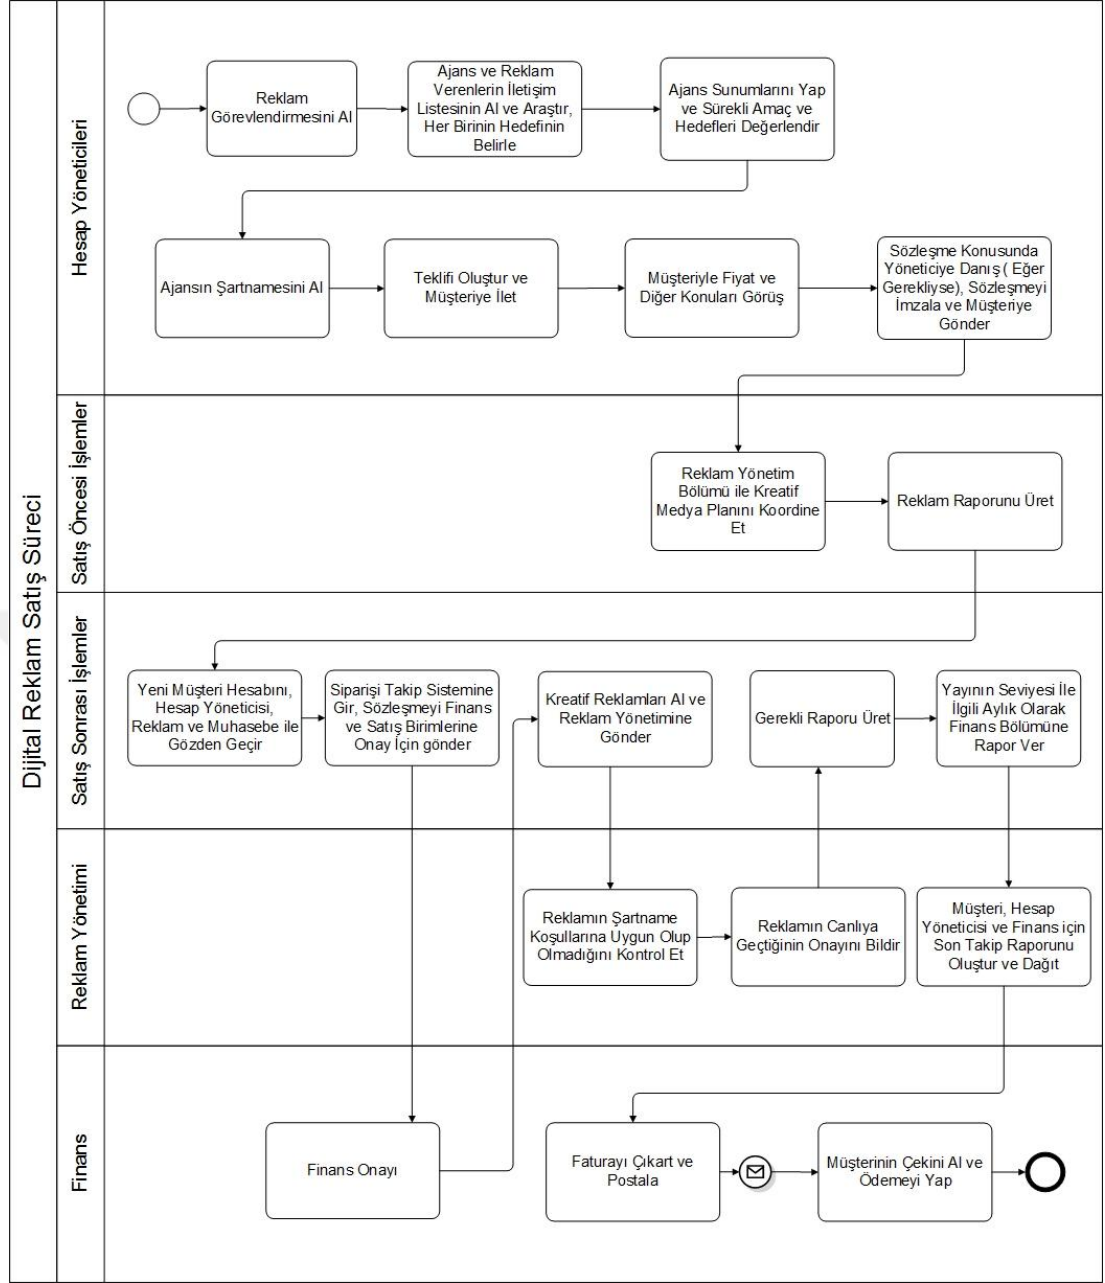 Dijital Reklam Satış Süreci
Hesap Yöneticileri
Reklam
Görevlendirmesini Al
Ajans ve Reklam
Verenlerin İletişim
Listesinin Al ve Araştır,
Her Birinin Hedefinin
Belirle
Ajans Sunumlarını Yap
ve Sürekli Amaç ve
Hedefleri Değerlendir
Ajansın Şartnamesini Al
Teklifi Oluştur ve
Müşteriye İlet
Müşteriyle Fiyat ve
Diğer Konuları Görüş
Sözleşme Konusunda
Yöneticiye Danış ( Eğer
Gerekliyse), Sözleşmeyi
İmzala ve Müşteriye
Gönder
Satış Öncesi İşlemler
Reklam Yönetim
Bölümü ile Kreatif
Medya Planını Koordine
Et
Reklam Raporunu Üret
Satış Sonrası İşlemler
Yeni Müşteri Hesabını,
Hesap Yöneticisi,
Reklam ve Muhasebe ile
Gözden Geçir
Siparişi Takip Sistemine
Gir, Sözleşmeyi Finans
ve Satış Birimlerine
Onay İçin gönder
Kreatif Reklamları Al ve
Reklam Yönetimine
Gönder
Gerekli Raporu Üret
Yayının Seviyesi İle
İlgili Aylık Olarak
Finans Bölümüne
Rapor Ver
Reklam Yönetimi
Reklamın Şartname
Koşullarına Uygun Olup
Olmadığını Kontrol Et
Reklamın Canlıya
Geçtiğinin Onayını Bildir
Müşteri, Hesap
Yöneticisi ve Finans için
Son Takip Raporunu
Oluştur ve Dağıt
Finans
Finans Onayı
Faturayı Çıkart ve
Postala
Müşterinin Çekini Al ve
Ödemeyi Yap